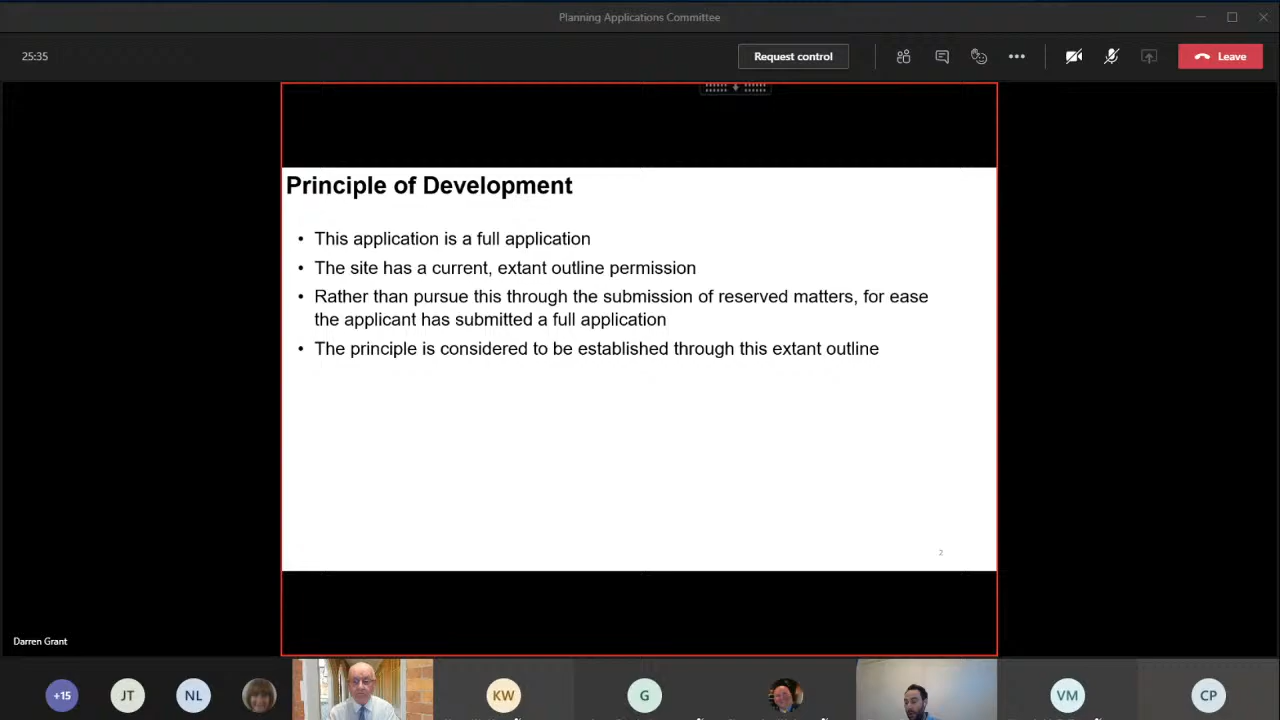 Planning Applications Committee
25:35
Request control
Leave
Principle of Development
• This application is a full application
• The site has a current, extant outline permission
• Rather than pursue this through the submission of reserved matters, for ease
the applicant has submitted a full application
• The principle is considered to be established through this extant outline
2
Darren Grant
+15
JT
NL
KW
G
VM
CP